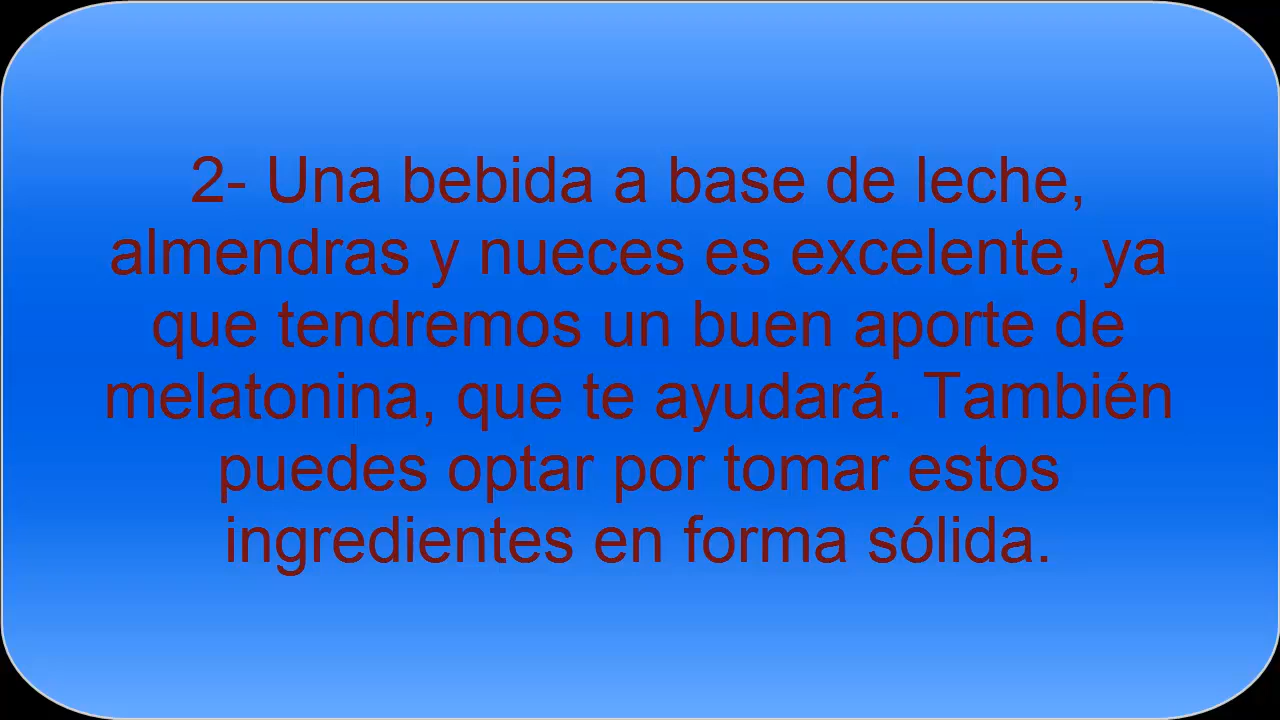 2- Una bebida a base de leche,
almendras y nueces es excelente, ya
que tendremos un buen aporte de
melatonina, que te ayudará. También
puedes optar por tomar estos
ingredientes en forma sólida.